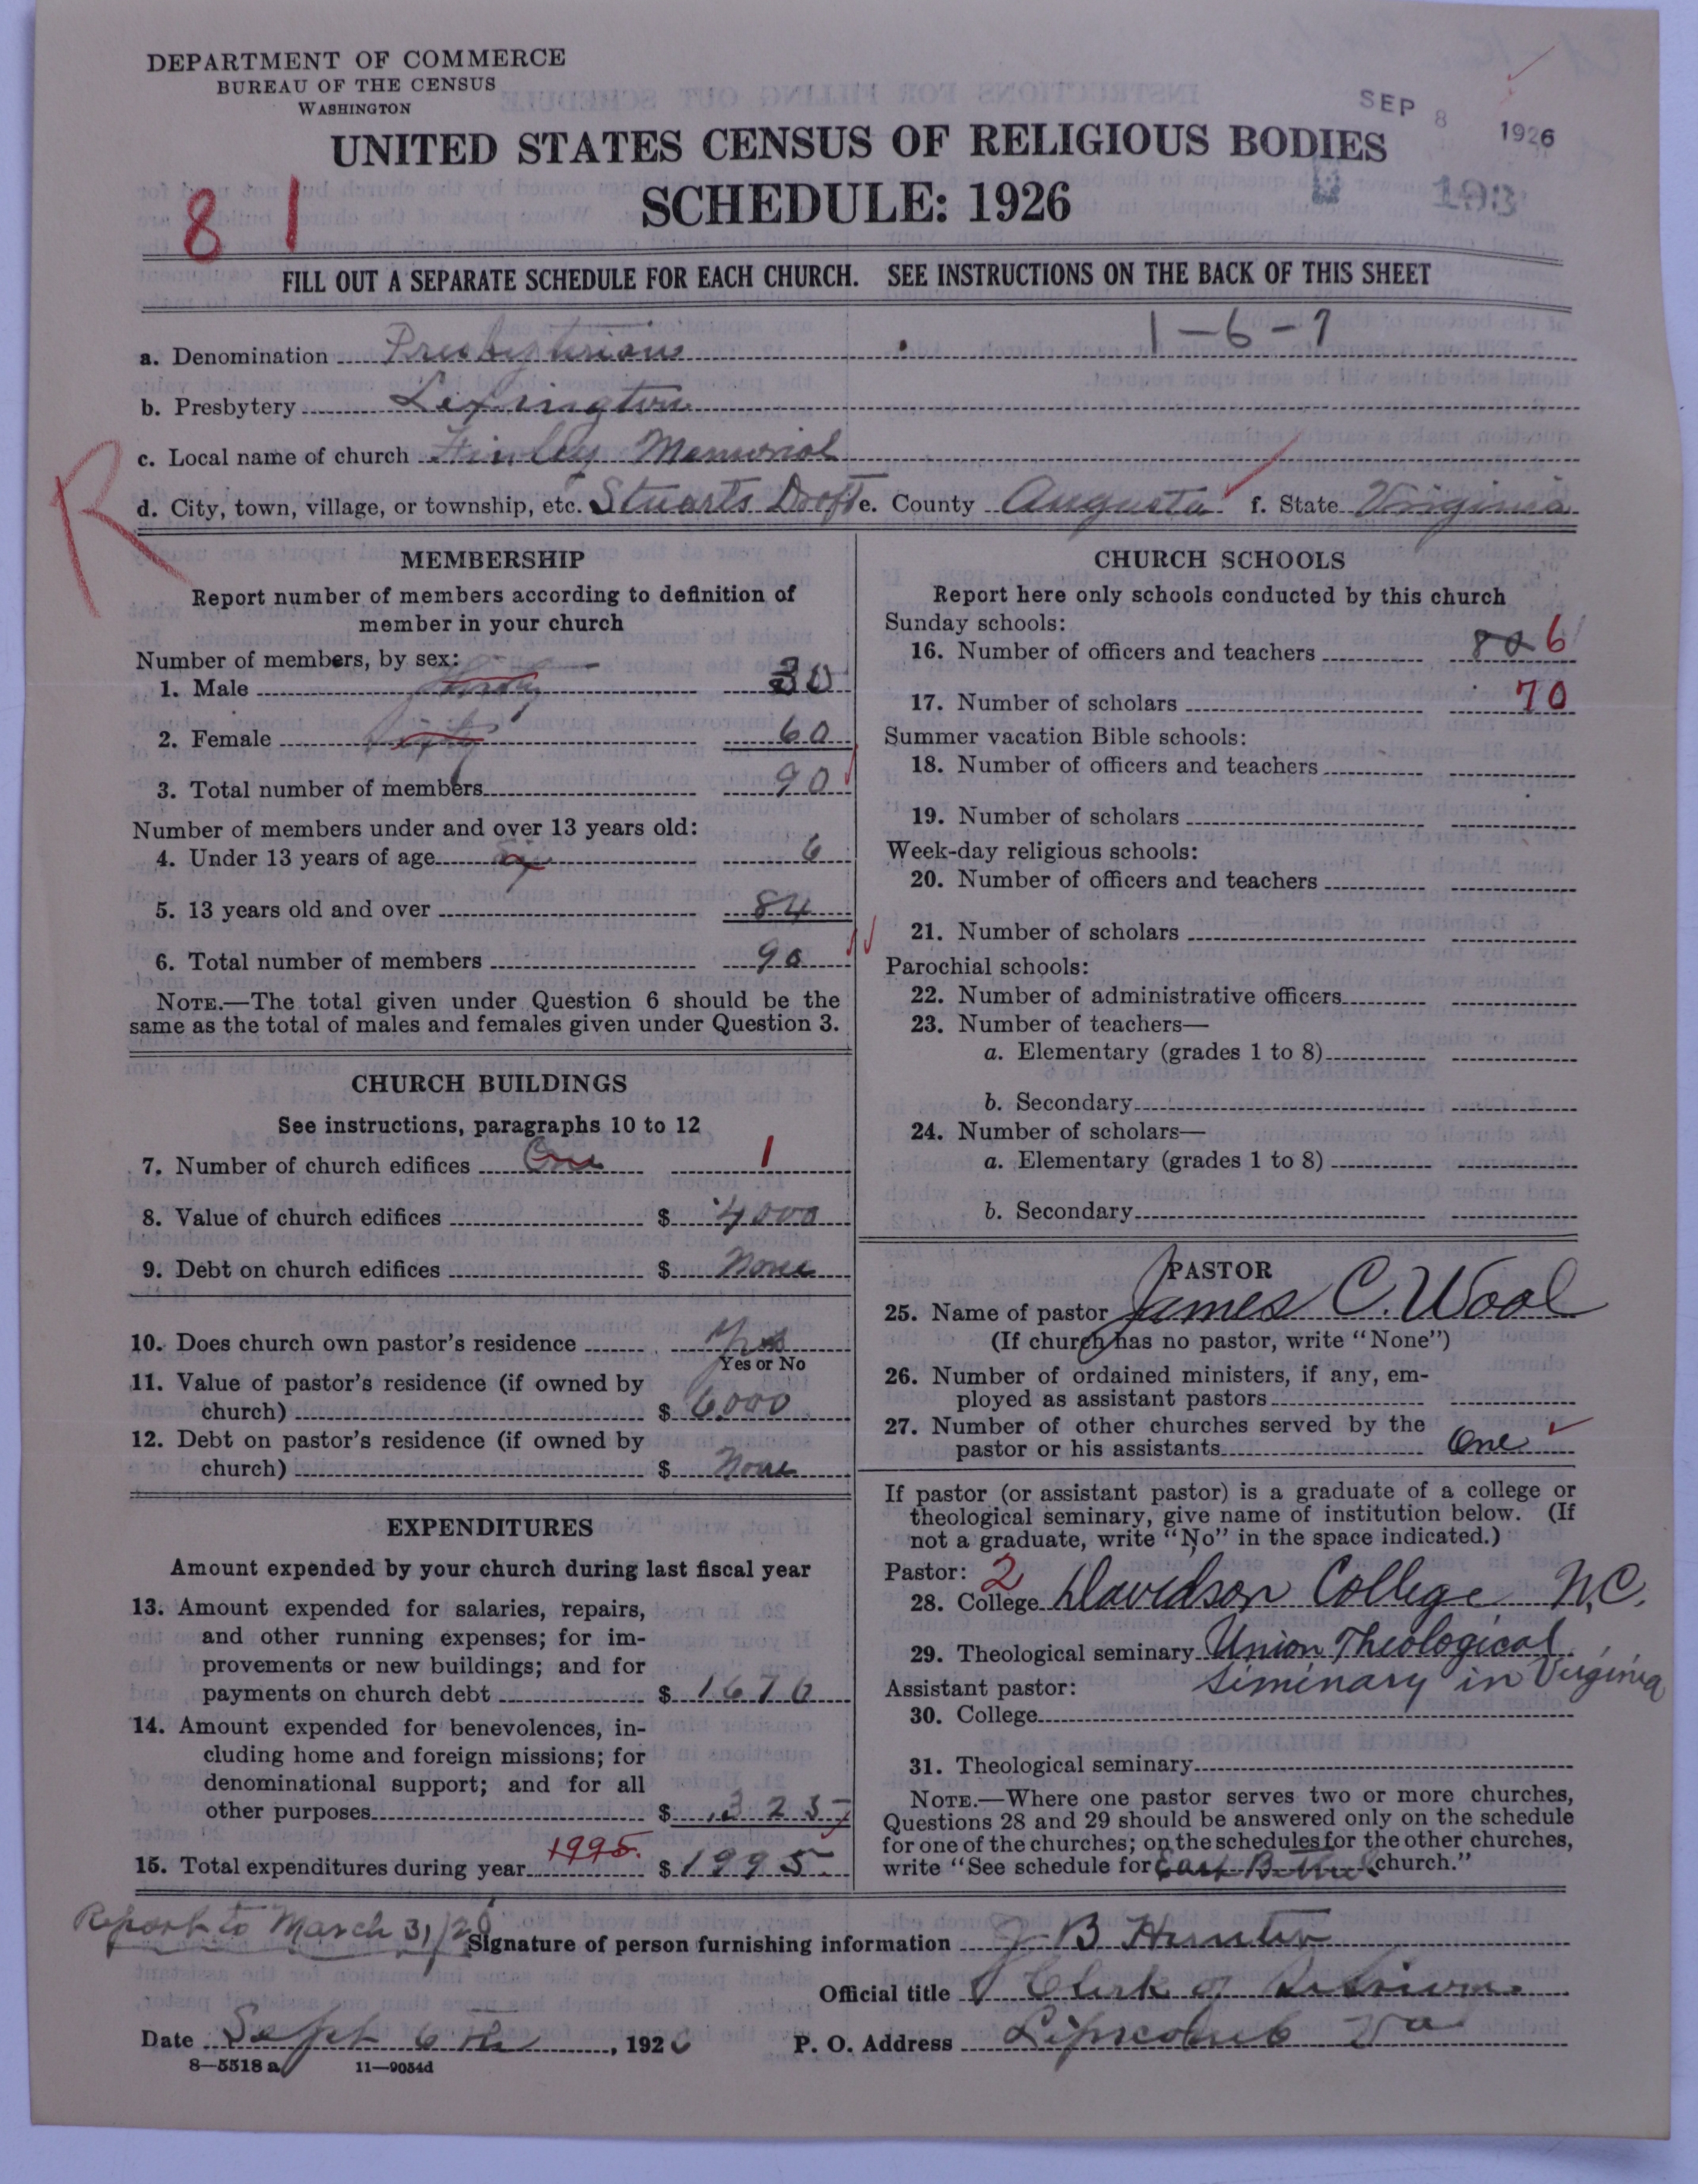 DEPARTMENT OF COMMERCE
BUREAU OF THE CENSUS
WASHINGTON
SEP 8 1926
UNITED STATES CENSUS OF RELIGIOUS BODIES
SCHEDULE: 1926
8 1
FILL OUT A SEPARATE SCHEDULE FOR EACH CHURCH. SEE INSTRUCTIONS ON THE BACK OF THIS SHEET
1-6-7
a. Denomination Presbyterian
b. Presbytery Lexington
c. Local name of church Finley Memorial
d. City, town, village, or township, etc. Stuarts Draft e. County Augusta f. State Virginia
R
MEMBERSHIP
Report number of members according to definition of
member in your church
Number of members, by sex:
1. Male Thirty 30
2. Female Sixty 60
3. Total number of members 90
Number of members under and over 13 years old:
4. Under 13 years of age Six 6
5. 13 years old and over 84
6. Total number of members 90
NOTE.—The total given under Question 6 should be the
same as the total of males and females given under Question 3.
CHURCH BUILDINGS
See instructions, paragraphs 10 to 12
7. Number of church edifices One 1
8. Value of church edifices $ 4000
9. Debt on church edifices $ None
10. Does church own pastor's residence Yes
Yes or No
11. Value of pastor's residence (if owned by
church) $ 6000
12. Debt on pastor's residence (if owned by
church) $ None
EXPENDITURES
Amount expended by your church during last fiscal year
13. Amount expended for salaries, repairs,
and other running expenses; for im-
provements or new buildings; and for
payments on church debt $ 1670
14. Amount expended for benevolences, in-
cluding home and foreign missions; for
denominational support; and for all
other purposes $ 325
15. Total expenditures during year 1995. $ 1995
CHURCH SCHOOLS
Report here only schools conducted by this church
Sunday schools:
16. Number of officers and teachers 6
17. Number of scholars 70
Summer vacation Bible schools:
18. Number of officers and teachers
19. Number of scholars
Week-day religious schools:
20. Number of officers and teachers
21. Number of scholars
Parochial schools:
22. Number of administrative officers
23. Number of teachers—
a. Elementary (grades 1 to 8)
b. Secondary
24. Number of scholars—
a. Elementary (grades 1 to 8)
b. Secondary
PASTOR
25. Name of pastor James C. Wool
(If church has no pastor, write "None")
26. Number of ordained ministers, if any, em-
ployed as assistant pastors
27. Number of other churches served by the
pastor or his assistants One
If pastor (or assistant pastor) is a graduate of a college or
theological seminary, give name of institution below. (If
not a graduate, write "No" in the space indicated.)
Pastor: 2
28. College Davidson College N.C.
29. Theological seminary Union Theological
Siminary in Virginia
Assistant pastor:
30. College
31. Theological seminary
NOTE.—Where one pastor serves two or more churches,
Questions 28 and 29 should be answered only on the schedule
for one of the churches; on the schedules for the other churches,
write "See schedule for church."
Report to March 31/26
Signature of person furnishing information J B Hunter
Official title Clerk of Session
Date Sept 6th, 1926 P. O. Address Lipscomb Va
8—5518 a 11—9054d